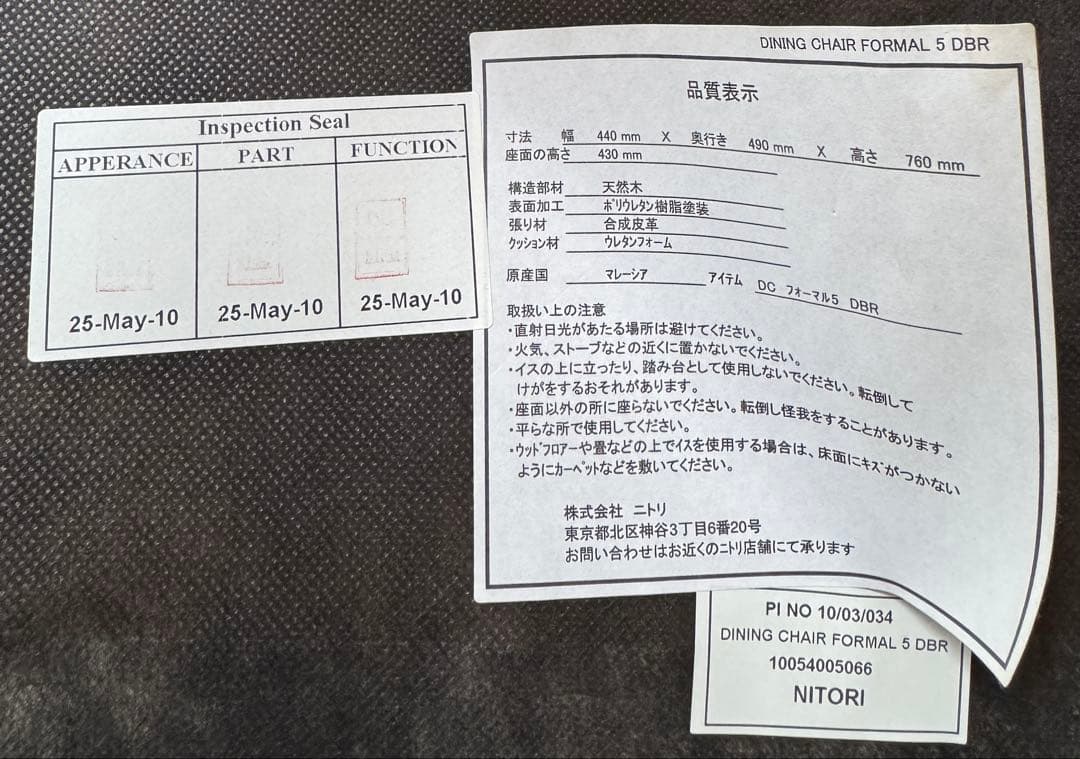 Inspection Seal
APPERANCE PART FUNCTION
25-May-10 25-May-10 25-May-10
DINING CHAIR FORMAL 5 DBR
品質表示
寸法 幅 440 mm X 奥行き 490 mm X 高さ 760 mm
座面の高さ 430 mm
構造部材 天然木
表面加工 ポリウレタン樹脂塗装
張り材 合成皮革
クッション材 ウレタンフォーム
原産国 マレーシア アイテム DC フォーマル5 DBR
取扱い上の注意
・直射日光があたる場所は避けてください。
・火気、ストーブなどの近くに置かないでください。
・イスの上に立ったり、踏み台として使用しないでください。転倒して
けがをするおそれがあります。
・座面以外の所に座らないでください。転倒し怪我をすることがあります。
・平らな所で使用してください。
・ウッドフロアーや畳などの上でイスを使用する場合は、床面にキズがつかない
ようにカーペットなどを敷いてください。
株式会社 ニトリ
東京都北区神谷3丁目6番20号
お問い合わせはお近くのニトリ店舗にて承ります
PI NO 10/03/034
DINING CHAIR FORMAL 5 DBR
10054005066
NITORI